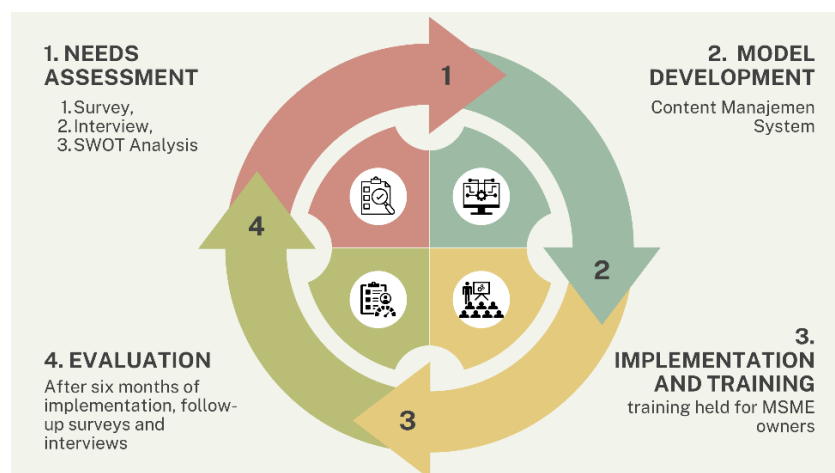 1. NEEDS
ASSESSMENT
1.Survey,
2.Interview,
3.SWOT Analysis
2. MODEL
DEVELOPMENT
Content Manajemen
System
1
2
3
4
3.
IMPLEMENTATION
AND TRAINING
training held for MSME
owners
4. EVALUATION
After six months of
implementation, follow-
up surveys and
interviews